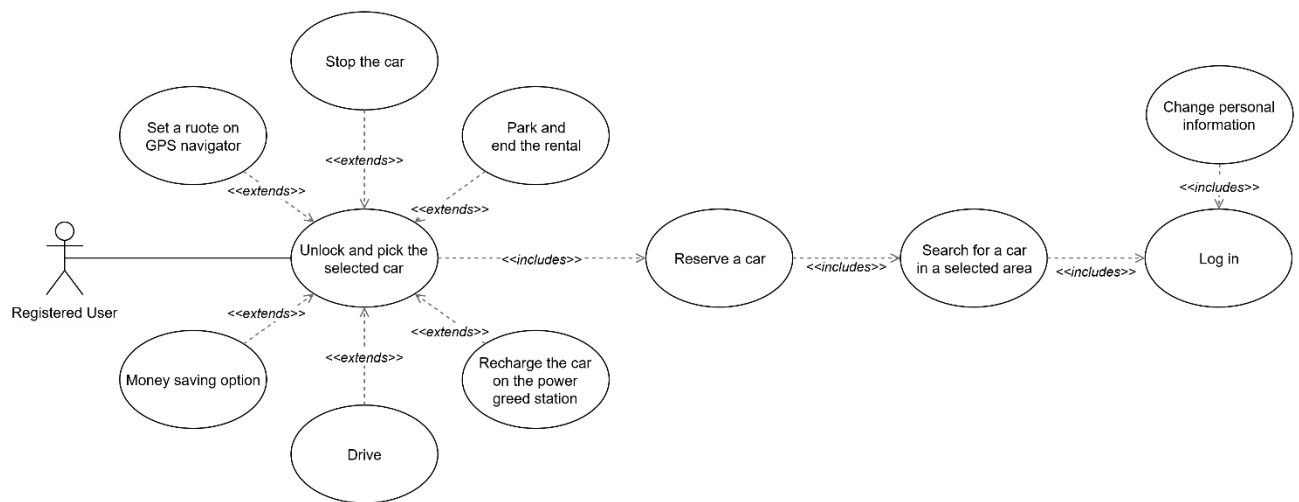 Stop the car
Set a ruote on
GPS navigator
Park and
end the rental
Change personal
information
<<extends>>
<<extends>>
<<extends>>
<<includes>>
Unlock and pick the
selected car
<<includes>>
Reserve a car
<<includes>>
Search for a car
in a selected area
<<includes>>
Log in
Registered User
<<extends>>
<<extends>>
<<extends>>
Money saving option
Recharge the car
on the power
greed station
Drive